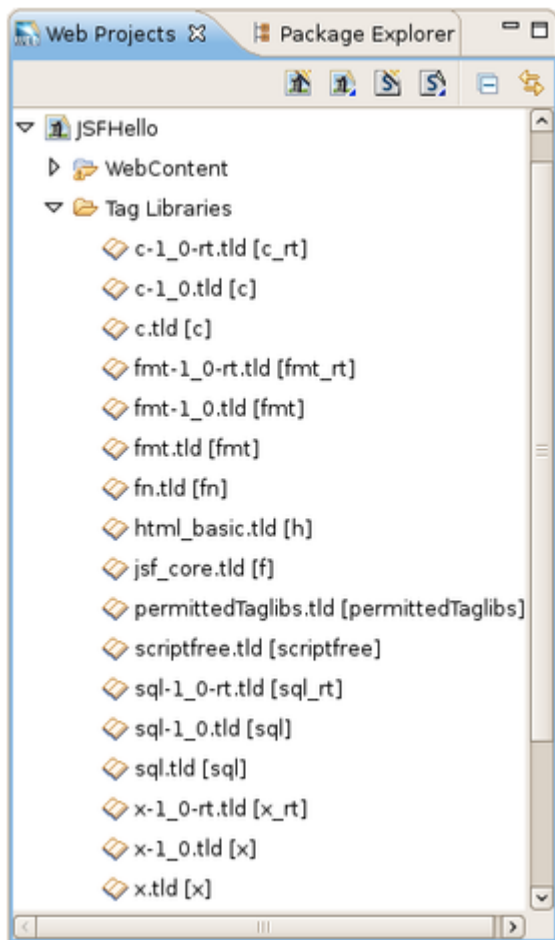 Web Projects
Package Explorer
JSFHello
WebContent
Tag Libraries
c-1_0-rt.tld [c_rt]
c-1_0.tld [c]
c.tld [c]
fmt-1_0-rt.tld [fmt_rt]
fmt-1_0.tld [fmt]
fmt.tld [fmt]
fn.tld [fn]
html_basic.tld [h]
jsf_core.tld [f]
permittedTaglibs.tld [permittedTaglibs]
scriptfree.tld [scriptfree]
sql-1_0-rt.tld [sql_rt]
sql-1_0.tld [sql]
sql.tld [sql]
x-1_0-rt.tld [x_rt]
x-1_0.tld [x]
x.tld [x]